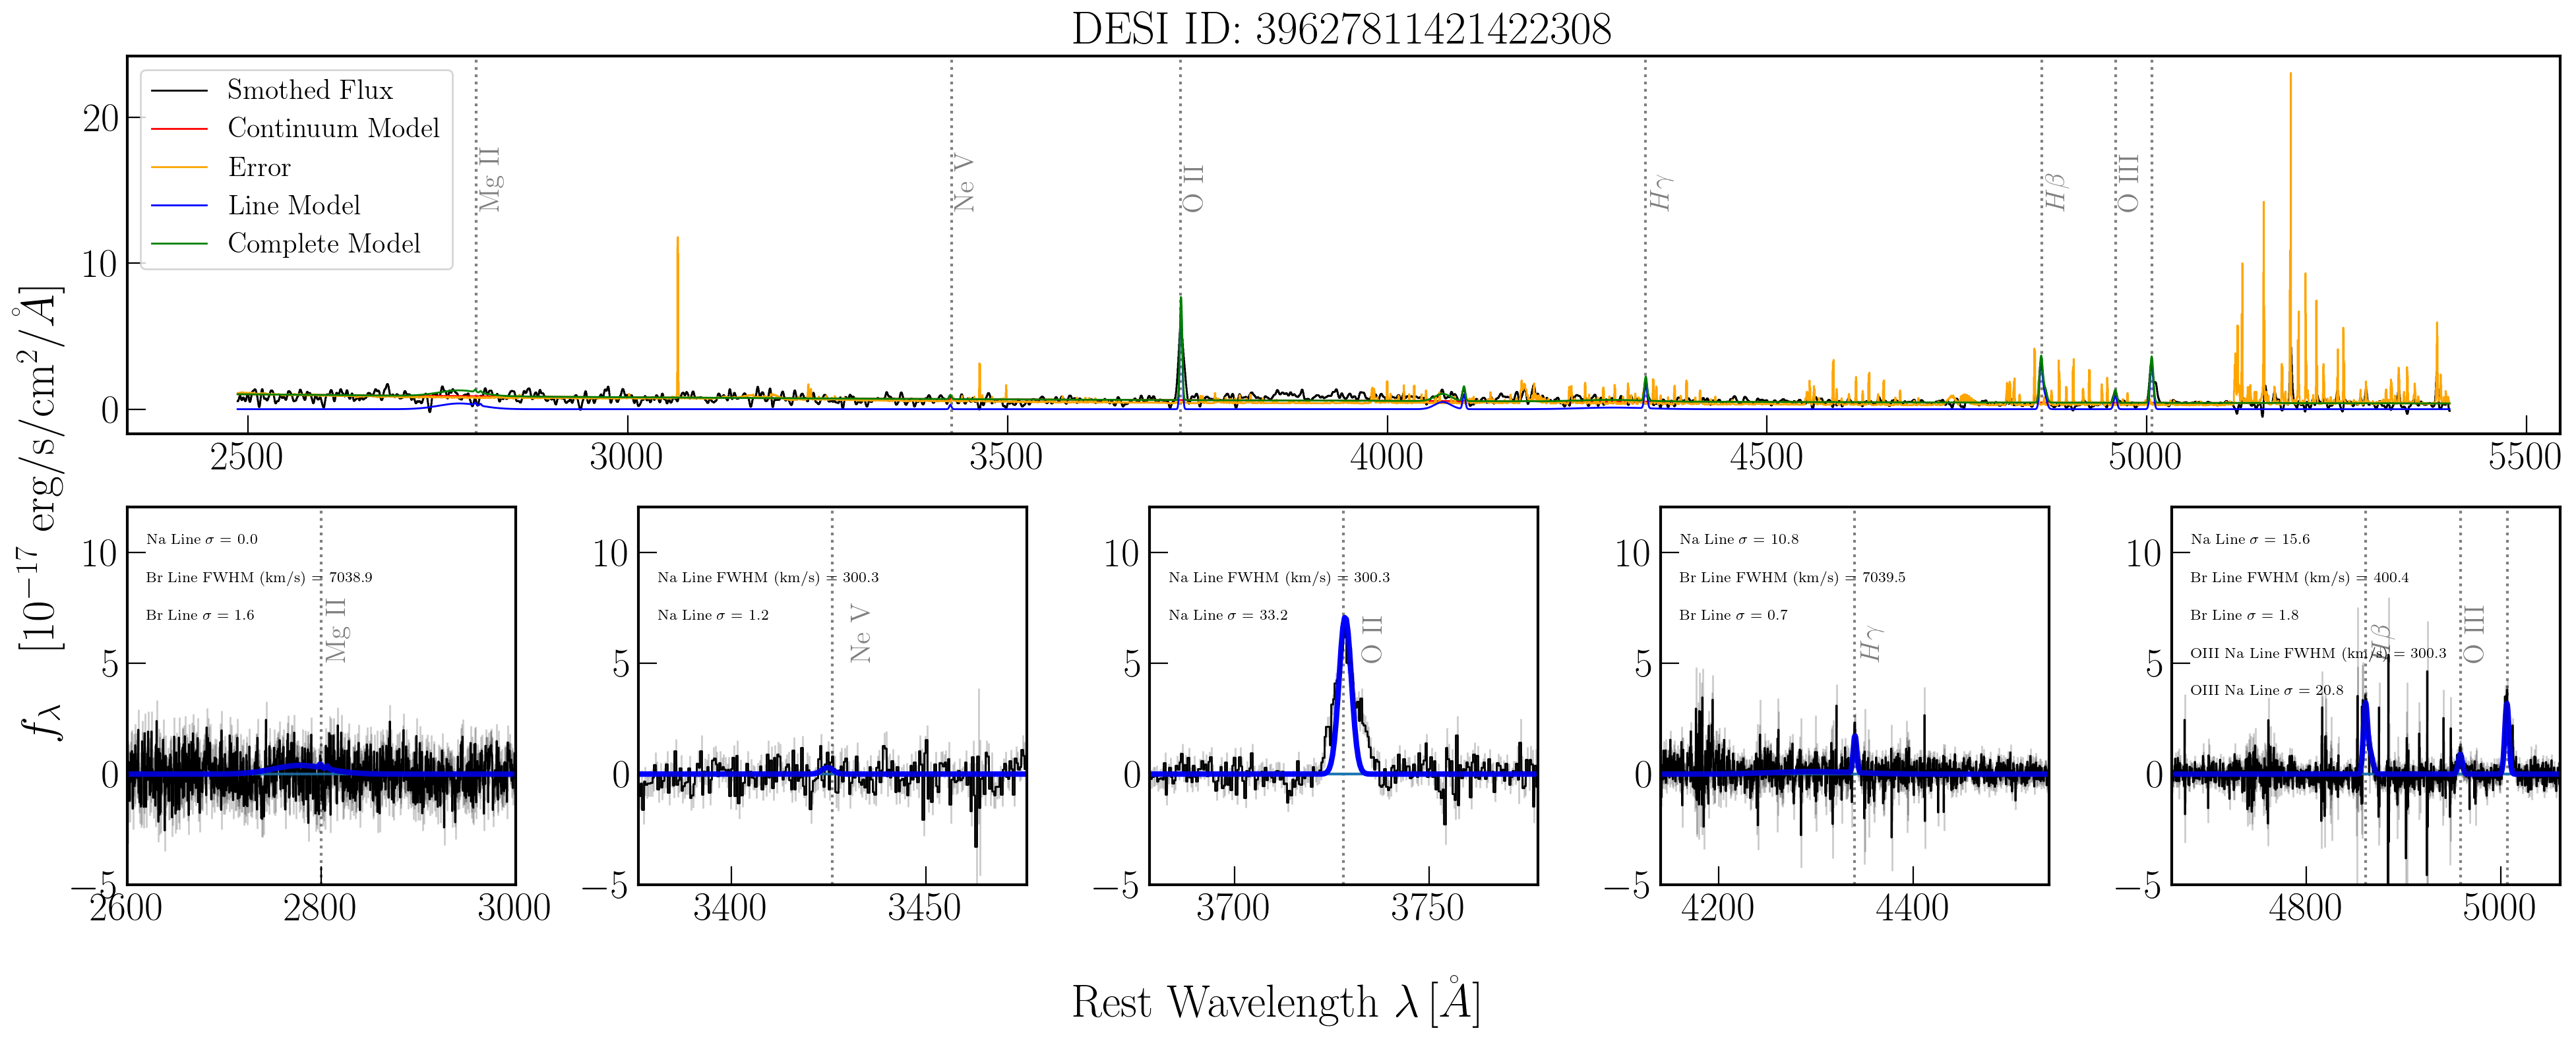 DESI ID: 39627811421422308
Smothed Flux
Continuum Model
Error
Line Model
Complete Model
Mg II
Ne V
O II
Hγ
Hβ
O III
20
10
0
2500 3000 3500 4000 4500 5000 5500
f_λ [10^{-17} erg/s/cm²/Å]
Na Line σ = 0.0
Br Line FWHM (km/s) = 7038.9
Br Line σ = 1.6
Mg II
10
5
0
−5
2600 2800 3000
Na Line FWHM (km/s) = 300.3
Na Line σ = 1.2
Ne V
10
5
0
−5
3400 3450
Na Line FWHM (km/s) = 300.3
Na Line σ = 33.2
O II
10
5
0
−5
3700 3750
Na Line σ = 10.8
Br Line FWHM (km/s) = 7039.5
Br Line σ = 0.7
Hγ
10
5
0
−5
4200 4400
Na Line σ = 15.6
Br Line FWHM (km/s) = 400.4
Br Line σ = 1.8
OIII Na Line FWHM (km/s) = 300.3
OIII Na Line σ = 20.8
Hβ
O III
10
5
0
−5
4800 5000
Rest Wavelength λ [Å]